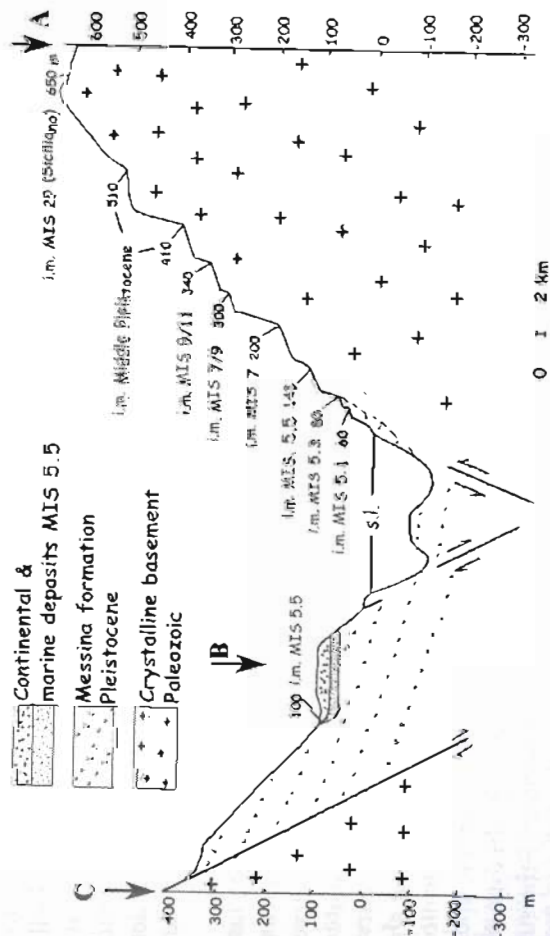 Continental &
marine deposits MIS 5.5
Messina formation
Pleistocene
Crystalline basement
Paleozoic
A
B
C
i.m. MIS (Siciliano) 650 m
510
i.m. Middle Pleistocene
410
i.m. MIS 9/11 340
i.m. MIS 7/9 300
i.m. MIS 7 200
i.m. MIS. 5.5
i.m. MIS 5.3 80
i.m. MIS 5.1 60
100 i.m. MIS 5.5
s.l.
600
500
400
300
200
100
0
-100
-200
-300
400
300
200
100
0
-100
-200
-300
m
0 1 2 km